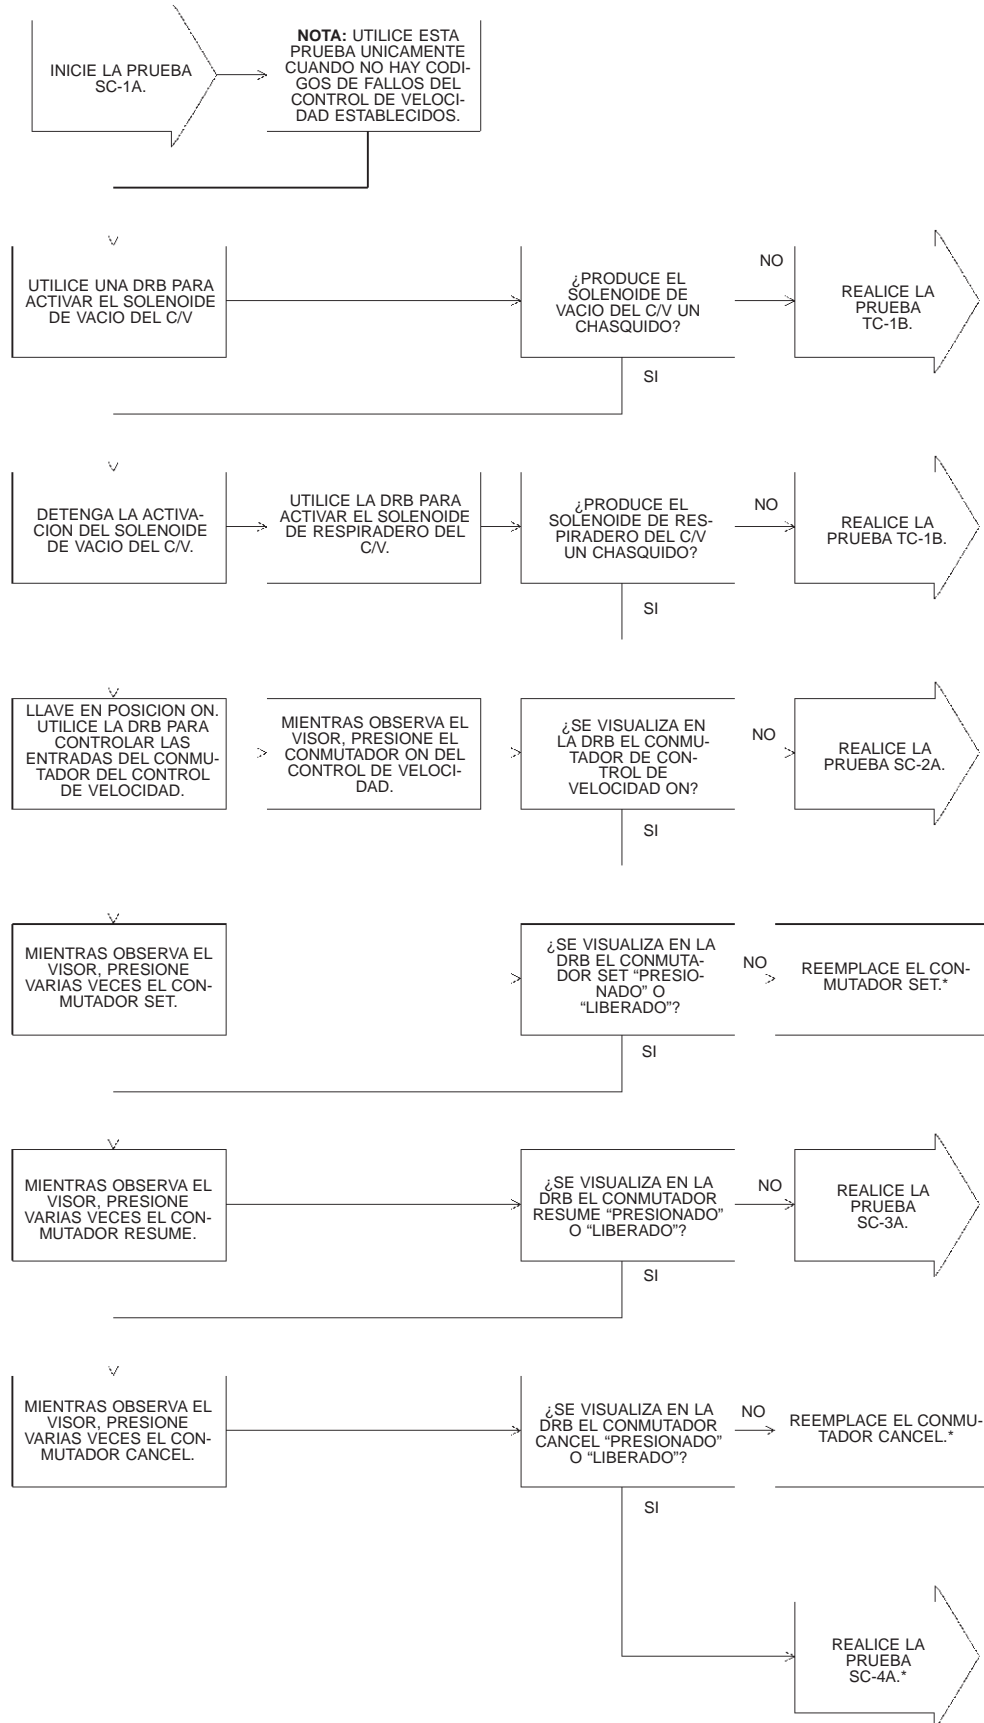 INICIE LA PRUEBA
SC-1A.
NOTA: UTILICE ESTA
PRUEBA UNICAMENTE
CUANDO NO HAY CODI-
GOS DE FALLOS DEL
CONTROL DE VELOCI-
DAD ESTABLECIDOS.
UTILICE UNA DRB PARA
ACTIVAR EL SOLENOIDE
DE VACIO DEL C/V
¿PRODUCE EL
SOLENOIDE DE
VACIO DEL C/V UN
CHASQUIDO?
NO
REALICE LA
PRUEBA
TC-1B.
SI
DETENGA LA ACTIVA-
CION DEL SOLENOIDE
DE VACIO DEL C/V.
UTILICE LA DRB PARA
ACTIVAR EL SOLENOIDE
DE RESPIRADERO DEL
C/V.
¿PRODUCE EL
SOLENOIDE DE RES-
PIRADERO DEL C/V
UN CHASQUIDO?
NO
REALICE LA
PRUEBA TC-1B.
SI
LLAVE EN POSICION ON.
UTILICE LA DRB PARA
CONTROLAR LAS
ENTRADAS DEL CONMU-
TADOR DEL CONTROL
DE VELOCIDAD.
MIENTRAS OBSERVA EL
VISOR, PRESIONE EL
CONMUTADOR ON DEL
CONTROL DE VELOCI-
DAD.
¿SE VISUALIZA EN
LA DRB EL CONMU-
TADOR DE CON-
TROL DE
VELOCIDAD ON?
NO
REALICE LA
PRUEBA SC-2A.
SI
MIENTRAS OBSERVA EL
VISOR, PRESIONE
VARIAS VECES EL CON-
MUTADOR SET.
¿SE VISUALIZA EN LA
DRB EL CONMUTA-
DOR SET “PRESIO-
NADO” O
“LIBERADO”?
NO
REEMPLACE EL CON-
MUTADOR SET.*
SI
MIENTRAS OBSERVA EL
VISOR, PRESIONE
VARIAS VECES EL CON-
MUTADOR RESUME.
¿SE VISUALIZA EN LA
DRB EL CONMUTADOR
RESUME “PRESIONADO”
O “LIBERADO”?
NO
REALICE LA
PRUEBA
SC-3A.
SI
MIENTRAS OBSERVA EL
VISOR, PRESIONE
VARIAS VECES EL CON-
MUTADOR CANCEL.
¿SE VISUALIZA EN LA
DRB EL CONMUTADOR
CANCEL “PRESIONADO”
O “LIBERADO”?
NO
REEMPLACE EL CONMU-
TADOR CANCEL.*
SI
REALICE LA
PRUEBA
SC-4A.*